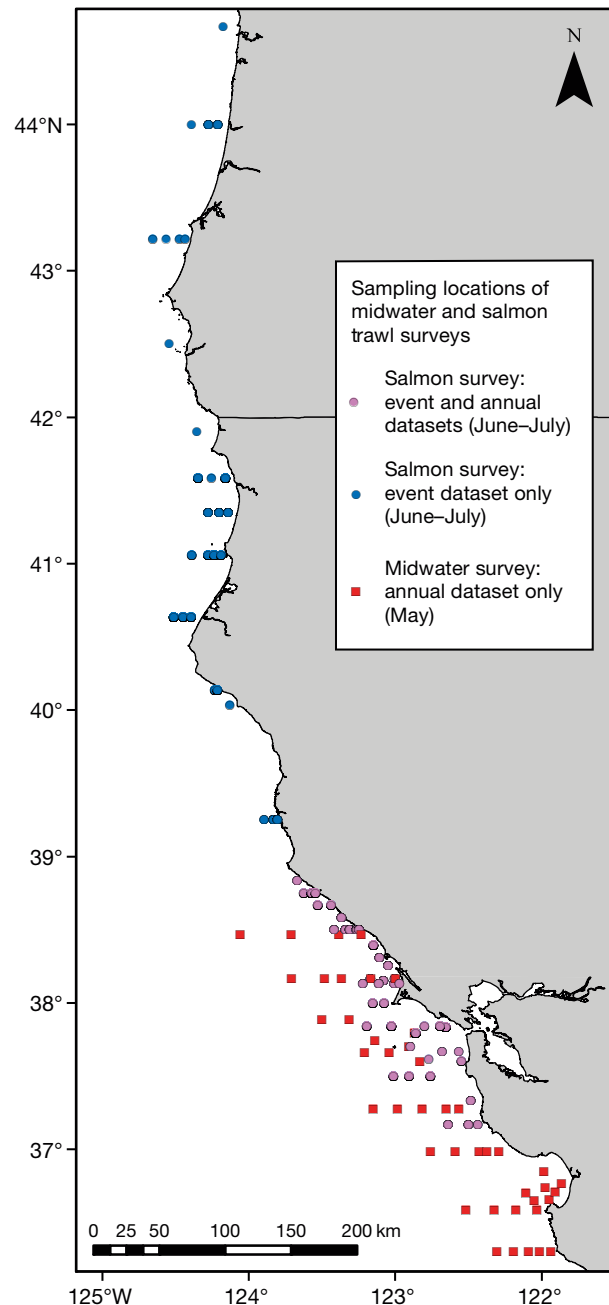 N
44°N
43°
42°
41°
40°
39°
38°
37°
Sampling locations of
midwater and salmon
trawl surveys
Salmon survey:
event and annual
datasets (June–July)
Salmon survey:
event dataset only
(June–July)
Midwater survey:
annual dataset only
(May)
0 25 50 100 150 200 km
125°W 124° 123° 122°